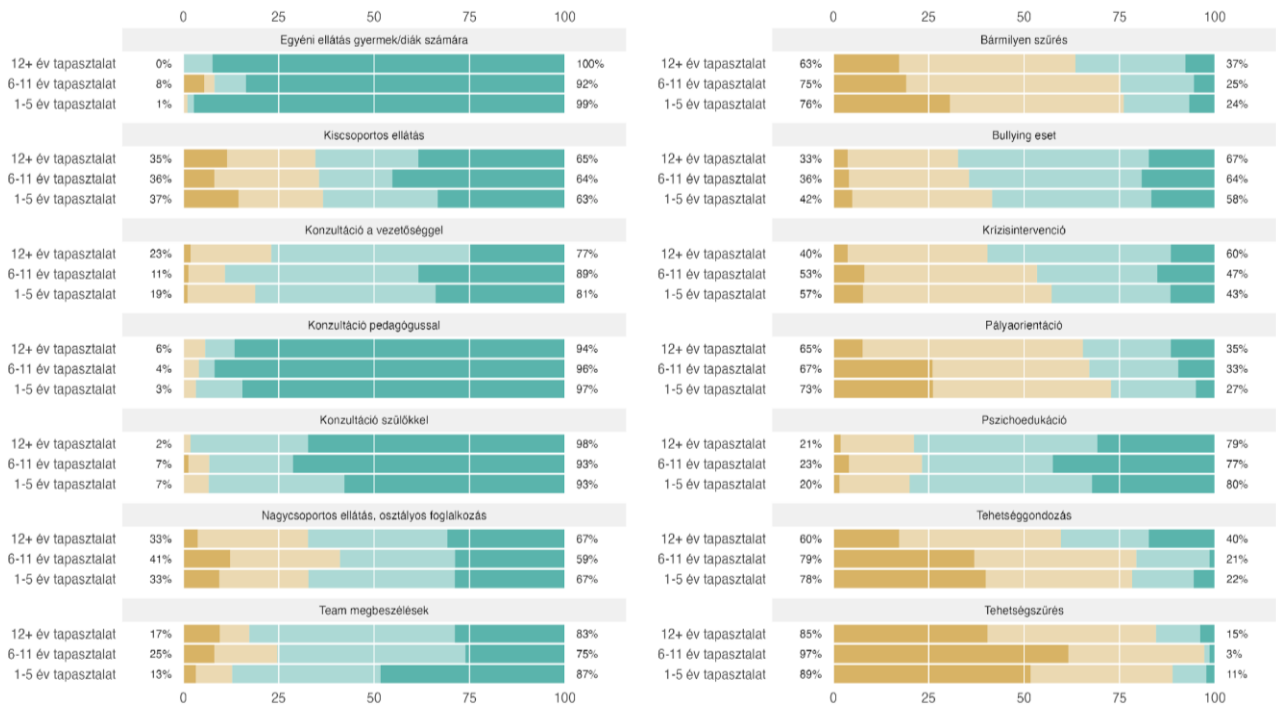 0 25 50 75 100
Egyéni ellátás gyermek/diák számára
12+ év tapasztalat 0% 100%
6-11 év tapasztalat 8% 92%
1-5 év tapasztalat 1% 99%
Kiscsoportos ellátás
12+ év tapasztalat 35% 65%
6-11 év tapasztalat 36% 64%
1-5 év tapasztalat 37% 63%
Konzultáció a vezetőséggel
12+ év tapasztalat 23% 77%
6-11 év tapasztalat 11% 89%
1-5 év tapasztalat 19% 81%
Konzultáció pedagógussal
12+ év tapasztalat 6% 94%
6-11 év tapasztalat 4% 96%
1-5 év tapasztalat 3% 97%
Konzultáció szülőkkel
12+ év tapasztalat 2% 98%
6-11 év tapasztalat 7% 93%
1-5 év tapasztalat 7% 93%
Nagycsoportos ellátás, osztályos foglalkozás
12+ év tapasztalat 33% 67%
6-11 év tapasztalat 41% 59%
1-5 év tapasztalat 33% 67%
Team megbeszélések
12+ év tapasztalat 17% 83%
6-11 év tapasztalat 25% 75%
1-5 év tapasztalat 13% 87%
0 25 50 75 100
0 25 50 75 100
Bármilyen szűrés
12+ év tapasztalat 63% 37%
6-11 év tapasztalat 75% 25%
1-5 év tapasztalat 76% 24%
Bullying eset
12+ év tapasztalat 33% 67%
6-11 év tapasztalat 36% 64%
1-5 év tapasztalat 42% 58%
Krízisintervenció
12+ év tapasztalat 40% 60%
6-11 év tapasztalat 53% 47%
1-5 év tapasztalat 57% 43%
Pályaorientáció
12+ év tapasztalat 65% 35%
6-11 év tapasztalat 67% 33%
1-5 év tapasztalat 73% 27%
Pszichoedukáció
12+ év tapasztalat 21% 79%
6-11 év tapasztalat 23% 77%
1-5 év tapasztalat 20% 80%
Tehetséggondozás
12+ év tapasztalat 60% 40%
6-11 év tapasztalat 79% 21%
1-5 év tapasztalat 78% 22%
Tehetségszűrés
12+ év tapasztalat 85% 15%
6-11 év tapasztalat 97% 3%
1-5 év tapasztalat 89% 11%
0 25 50 75 100